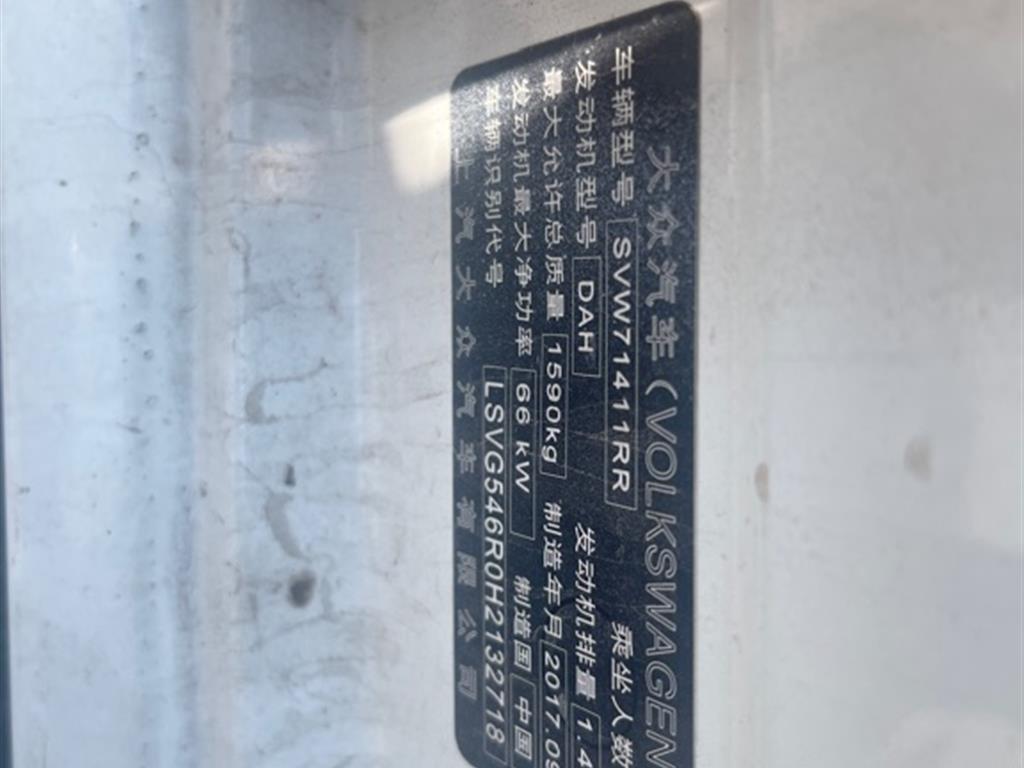 大众汽车（VOLKSWAGEN
车辆型号 SVW71411RR 乘坐人数
发动机型号 DAH 发动机排量 1.4
最大允许总质量 1590kg 制造年月 2017.09
发动机最大净功率 66 kW 制造国 中国
车辆识别代号 LSVG546R0H2132718
上汽大众汽车有限公司